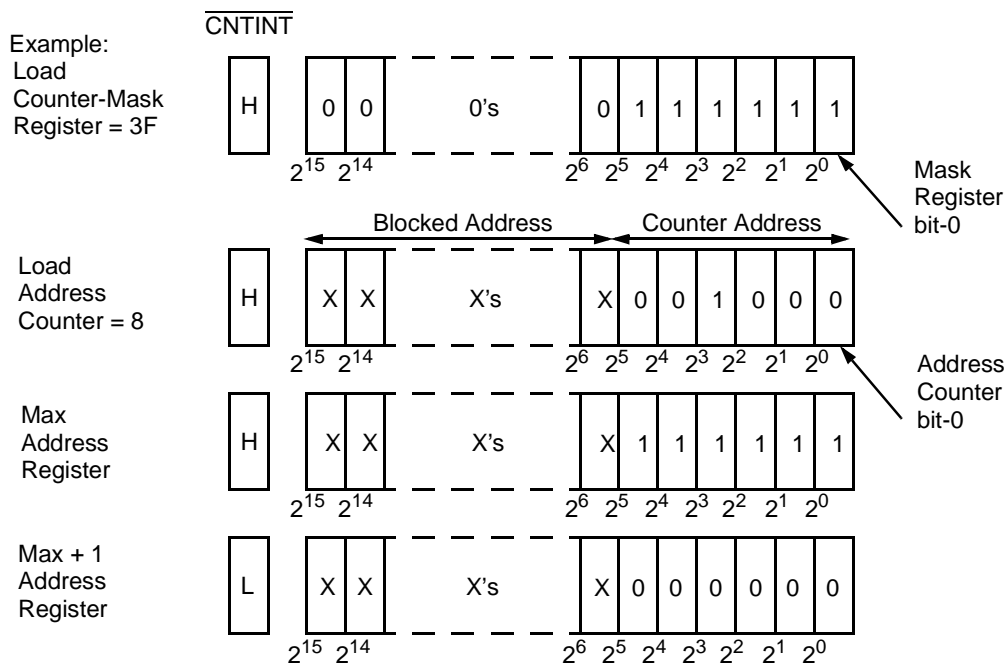 CNTINT
Example:
Load
Counter-Mask
Register = 3F
H
0 0 0's 0 1 1 1 1 1 1
2^15 2^14 2^6 2^5 2^4 2^3 2^2 2^1 2^0
Mask
Register
bit-0
Blocked Address Counter Address
Load
Address
Counter = 8
H
X X X's X 0 0 1 0 0 0
2^15 2^14 2^6 2^5 2^4 2^3 2^2 2^1 2^0
Address
Counter
bit-0
Max
Address
Register
H
X X X's X 1 1 1 1 1 1
2^15 2^14 2^6 2^5 2^4 2^3 2^2 2^1 2^0
Max + 1
Address
Register
L
X X X's X 0 0 0 0 0 0
2^15 2^14 2^6 2^5 2^4 2^3 2^2 2^1 2^0